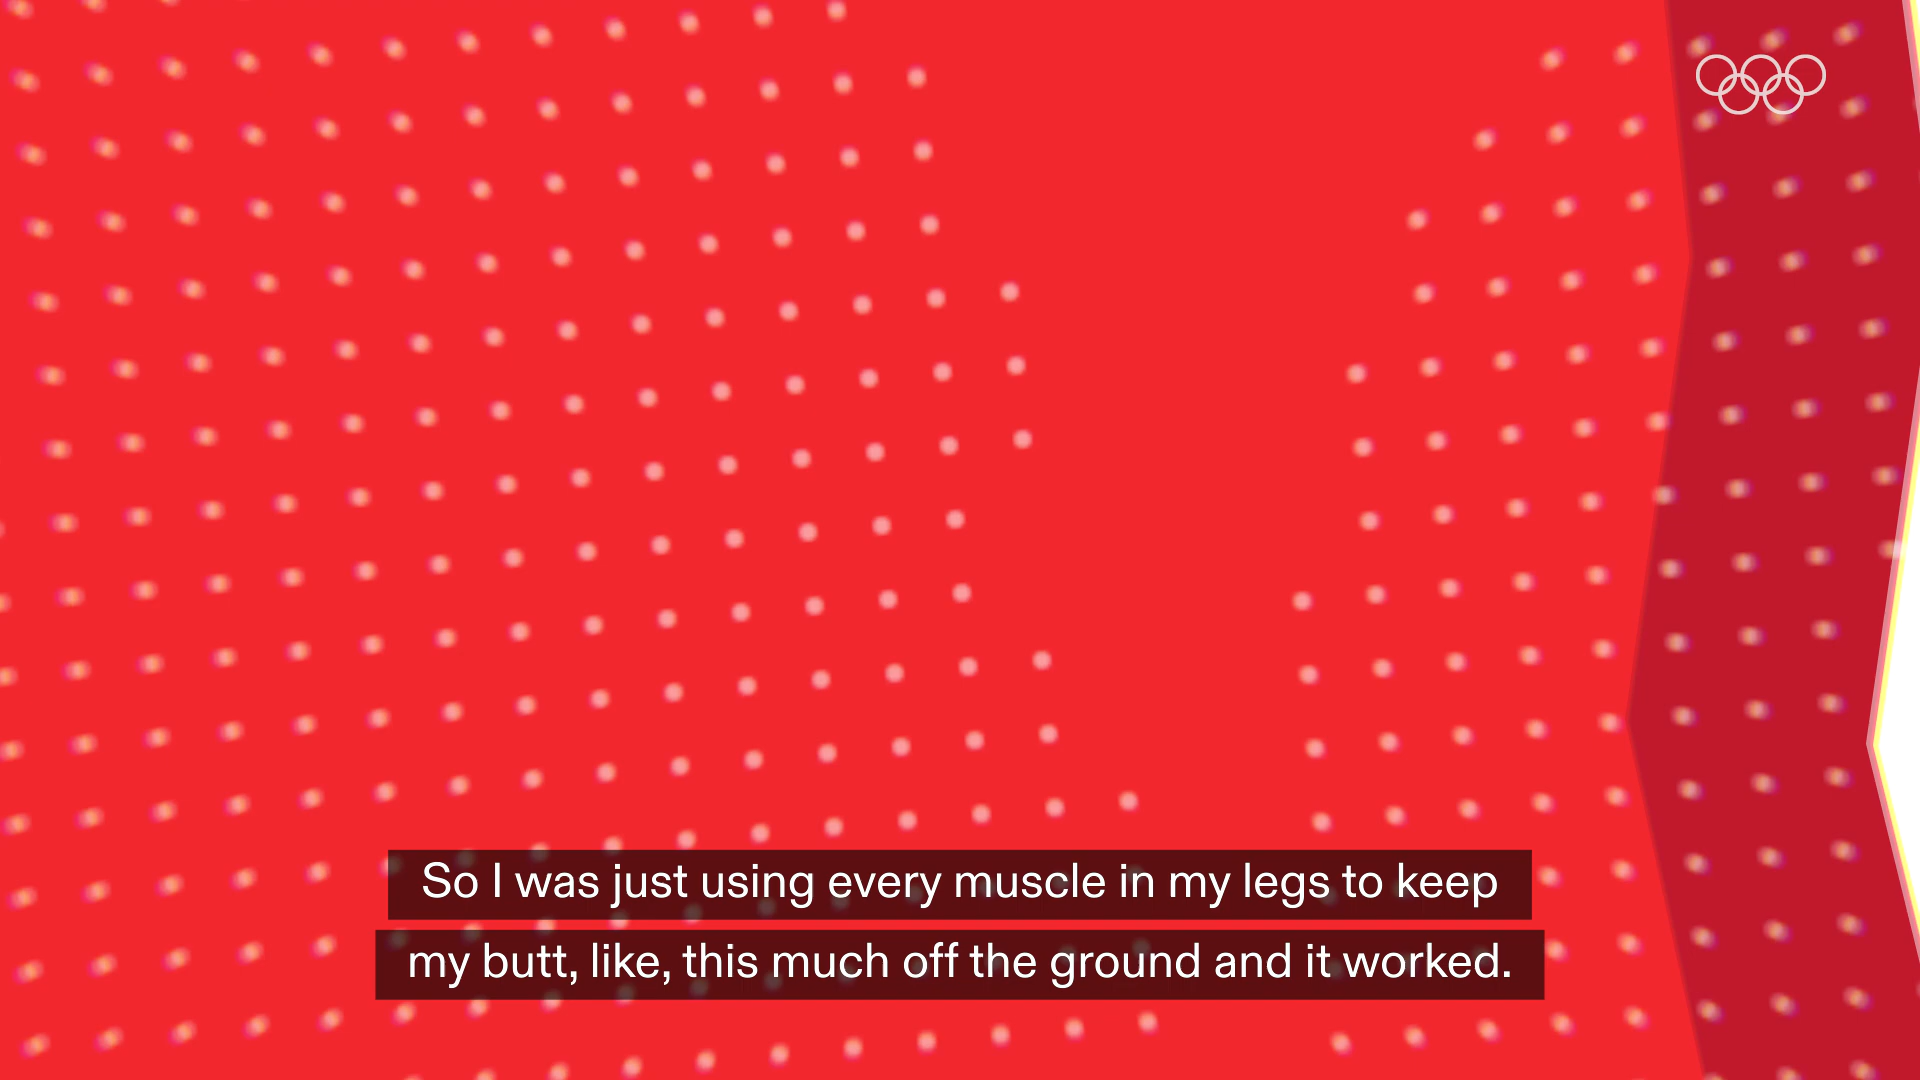 So I was just using every muscle in my legs to keep
my butt, like, this much off the ground and it worked.